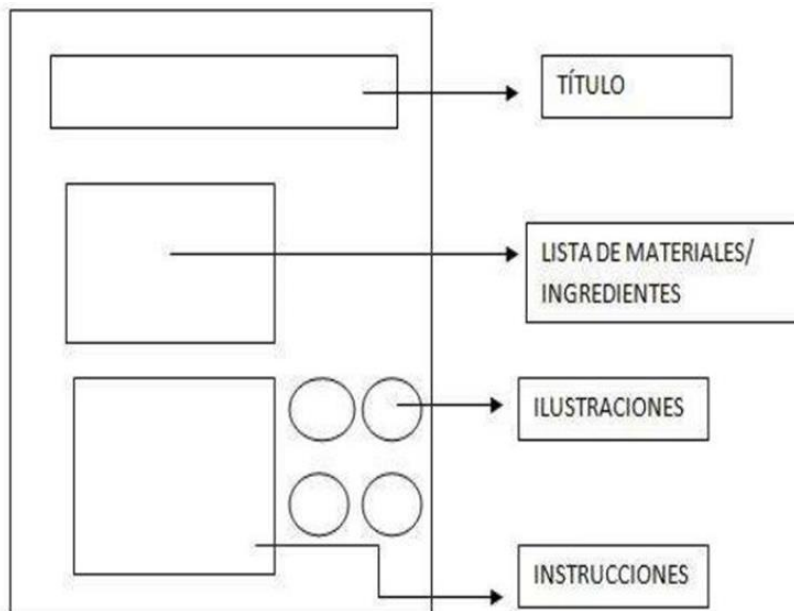 TÍTULO
LISTA DE MATERIALES/
INGREDIENTES
ILUSTRACIONES
INSTRUCCIONES